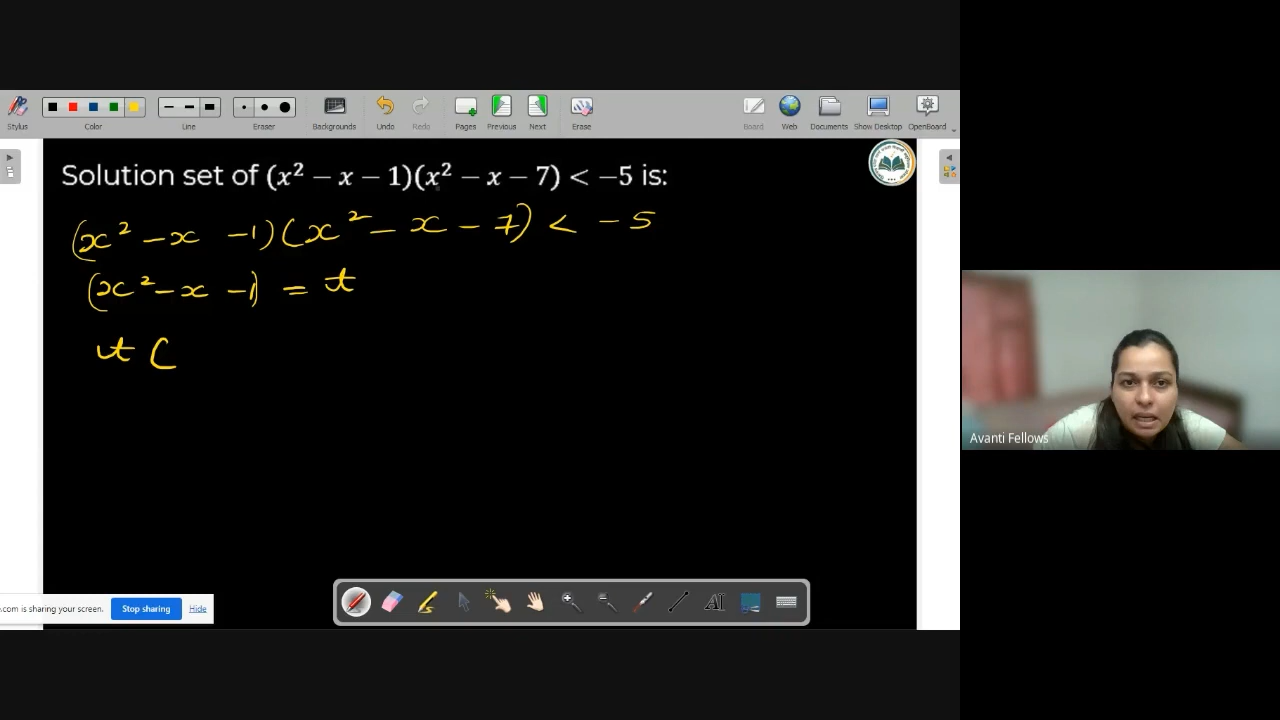 Stylus
Color
Line
Eraser
Backgrounds
Undo
Redo
Pages
Previous
Next
Erase
Board
Web
Documents
Show Desktop
OpenBoard
Solution set of (x² − x − 1)(x² − x − 7) < −5 is:
(x² − x − 1)(x² − x − 7) < − 5
(x² − x − 1) = t
t (
Avanti Fellows
.com is sharing your screen. Stop sharing Hide